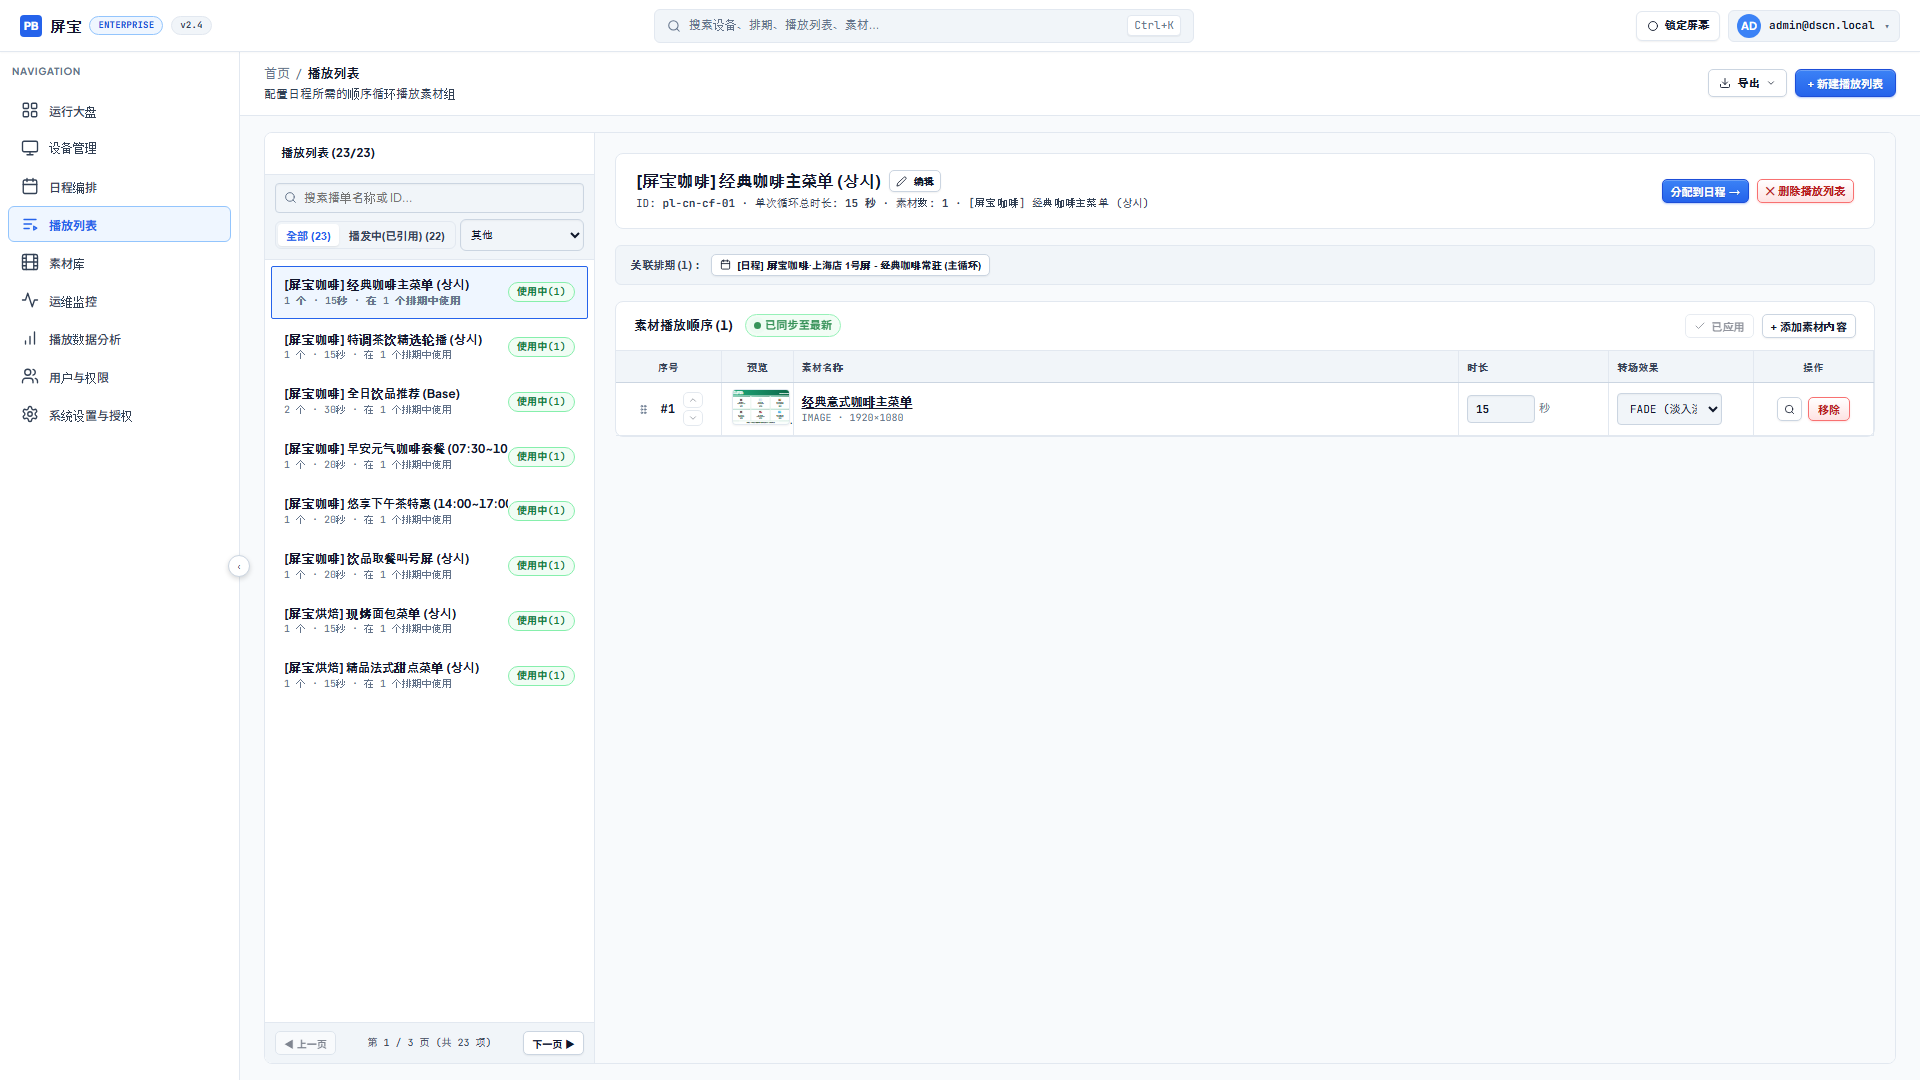 PB 屏宝 ENTERPRISE v2.4
搜索设备、排期、播放列表、素材... Ctrl+K
锁定屏幕
AD admin@dscn.local
NAVIGATION
运行大盘
设备管理
日程编排
播放列表
素材库
运维监控
播放数据分析
用户与权限
系统设置与授权
首页 / 播放列表
配置日程所需的顺序循环播放素材组
导出
+ 新建播放列表
播放列表 (23/23)
搜索播单名称或 ID...
全部 (23) 播发中(已引用) (22) 其他
[屏宝咖啡] 经典咖啡主菜单 (상시)
1 个 · 15秒 · 在 1 个排期中使用
使用中(1)
[屏宝咖啡] 特调茶饮精选轮播 (상시)
1 个 · 15秒 · 在 1 个排期中使用
使用中(1)
[屏宝咖啡] 全日饮品推荐 (Base)
2 个 · 30秒 · 在 1 个排期中使用
使用中(1)
[屏宝咖啡] 早安元气咖啡套餐 (07:30~10
1 个 · 20秒 · 在 1 个排期中使用
使用中(1)
[屏宝咖啡] 悠享下午茶特惠 (14:00~17:00
1 个 · 20秒 · 在 1 个排期中使用
使用中(1)
[屏宝咖啡] 饮品取餐叫号屏 (상시)
1 个 · 20秒 · 在 1 个排期中使用
使用中(1)
[屏宝烘焙] 现烤面包菜单 (상시)
1 个 · 15秒 · 在 1 个排期中使用
使用中(1)
[屏宝烘焙] 精品法式甜点菜单 (상시)
1 个 · 15秒 · 在 1 个排期中使用
使用中(1)
◀ 上一页 第 1 / 3 页 (共 23 项) 下一页 ▶
[屏宝咖啡] 经典咖啡主菜单 (상시) 编辑
ID: pl-cn-cf-01 · 单次循环总时长: 15 秒 · 素材数: 1 · [屏宝咖啡] 经典咖啡主菜单 (상시)
分配到日程 → ✕ 删除播放列表
关联排期 (1) : [日程] 屏宝咖啡·上海店 1号屏 - 经典咖啡常驻 (主循环)
素材播放顺序 (1) 已同步至最新
已应用 + 添加素材内容
序号 预览 素材名称 时长 转场效果 操作
#1 经典意式咖啡主菜单
IMAGE · 1920×1080
15 秒 FADE (淡入淡 移除